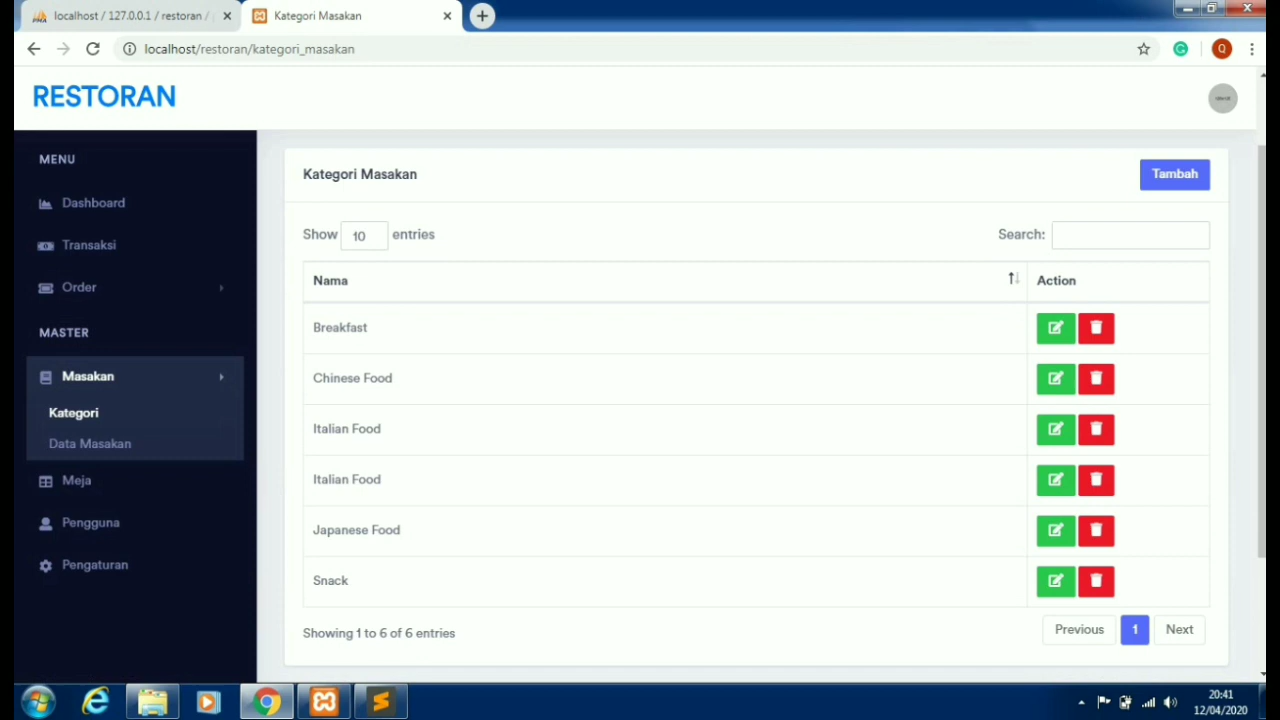 localhost / 127.0.0.1 / restoran /
Kategori Masakan
localhost/restoran/kategori_masakan
Q
RESTORAN
MENU
Dashboard
Transaksi
Order
MASTER
Masakan
Kategori
Data Masakan
Meja
Pengguna
Pengaturan
Kategori Masakan
Tambah
Show 10 entries
Search:
Nama
Action
Breakfast
Chinese Food
Italian Food
Italian Food
Japanese Food
Snack
Showing 1 to 6 of 6 entries
Previous 1 Next
20:41
12/04/2020